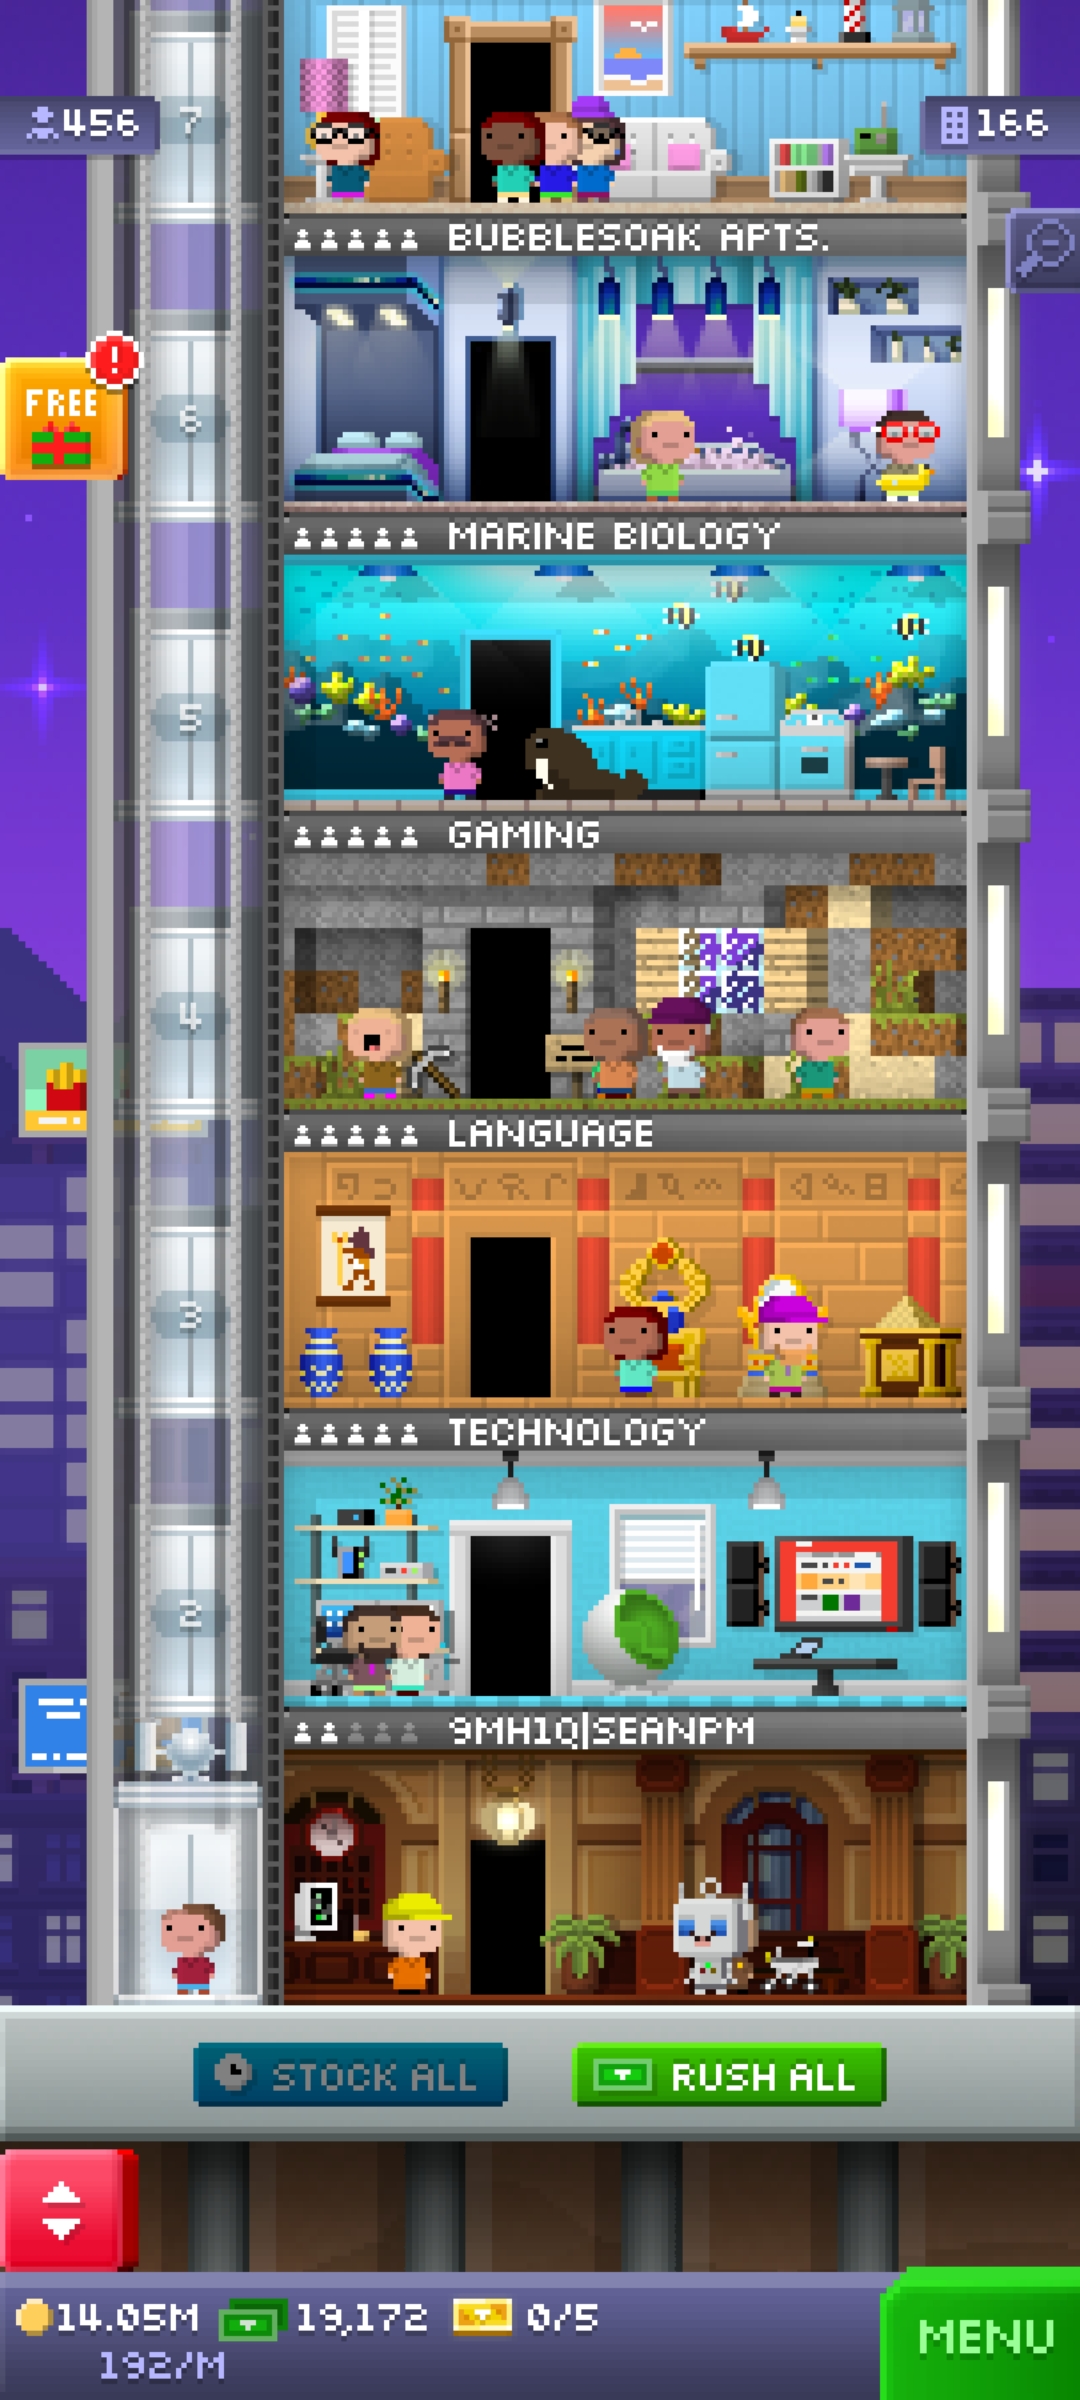 7
456
166
BUBBLESOAK APTS.
FREE
!
6
MARINE BIOLOGY
5
GAMING
4
LANGUAGE
3
TECHNOLOGY
2
9MH1Q|SEANPM
STOCK ALL
RUSH ALL
14.05M
19,172
0/5
192/M
MENU